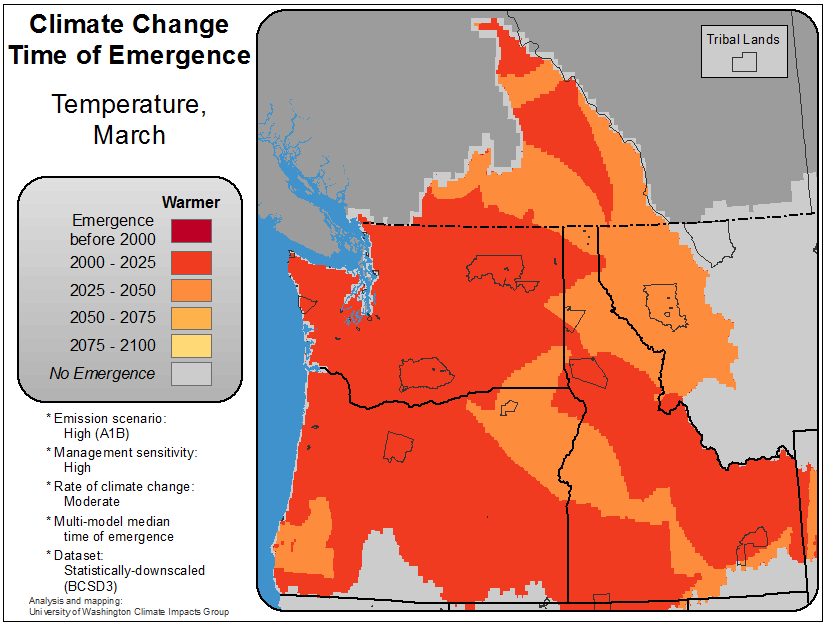 Climate Change
Time of Emergence
Temperature,
March
Warmer
Emergence
before 2000
2000 - 2025
2025 - 2050
2050 - 2075
2075 - 2100
No Emergence
* Emission scenario:
High (A1B)
* Management sensitivity:
High
* Rate of climate change:
Moderate
* Multi-model median
time of emergence
* Dataset:
Statistically-downscaled
(BCSD3)
Analysis and mapping:
University of Washington Climate Impacts Group
Tribal Lands